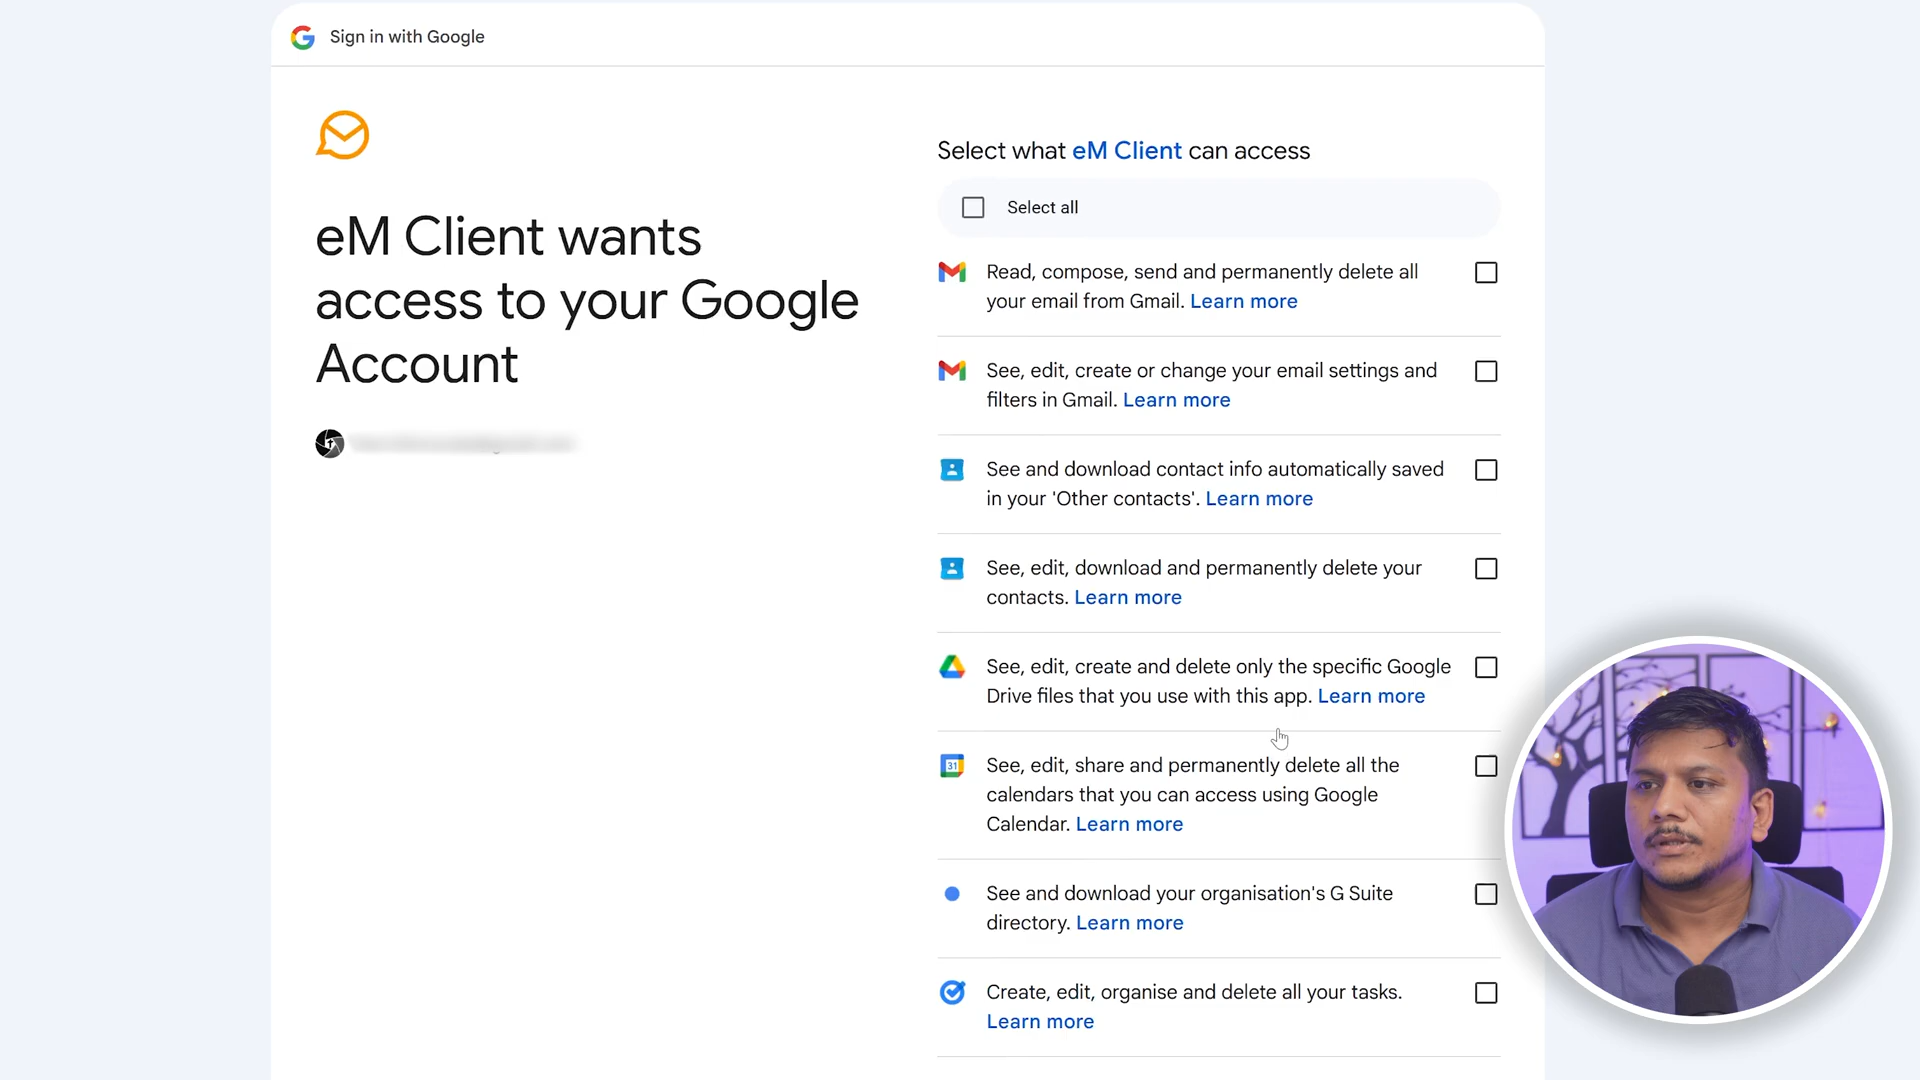 Sign in with Google
eM Client wants
access to your Google
Account
Select what eM Client can access
Select all
Read, compose, send and permanently delete all
your email from Gmail. Learn more
See, edit, create or change your email settings and
filters in Gmail. Learn more
See and download contact info automatically saved
in your 'Other contacts'. Learn more
See, edit, download and permanently delete your
contacts. Learn more
See, edit, create and delete only the specific Google
Drive files that you use with this app. Learn more
31
See, edit, share and permanently delete all the
calendars that you can access using Google
Calendar. Learn more
See and download your organisation's G Suite
directory. Learn more
Create, edit, organise and delete all your tasks.
Learn more